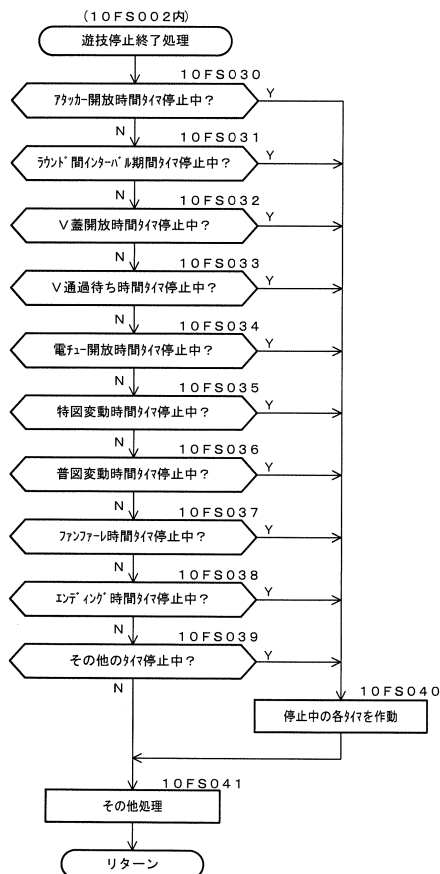 (10FS002内)
遊技停止終了処理
10FS030
ｱﾀｯｶｰ開放時間ﾀｲﾏ停止中？
Y
N
10FS031
ﾗｳﾝﾄﾞ間ｲﾝﾀｰﾊﾞﾙ期間ﾀｲﾏ停止中？
Y
N
10FS032
V蓋開放時間ﾀｲﾏ停止中？
Y
N
10FS033
V通過待ち時間ﾀｲﾏ停止中？
Y
N
10FS034
電チュー開放時間ﾀｲﾏ停止中？
Y
N
10FS035
特図変動時間ﾀｲﾏ停止中？
Y
N
10FS036
普図変動時間ﾀｲﾏ停止中？
Y
N
10FS037
ﾌｧﾝﾌｧｰﾚ時間ﾀｲﾏ停止中？
Y
N
10FS038
ｴﾝﾃﾞｨﾝｸﾞ時間ﾀｲﾏ停止中？
Y
N
10FS039
その他のﾀｲﾏ停止中？
Y
N
10FS040
停止中の各ﾀｲﾏを作動
10FS041
その他処理
リターン